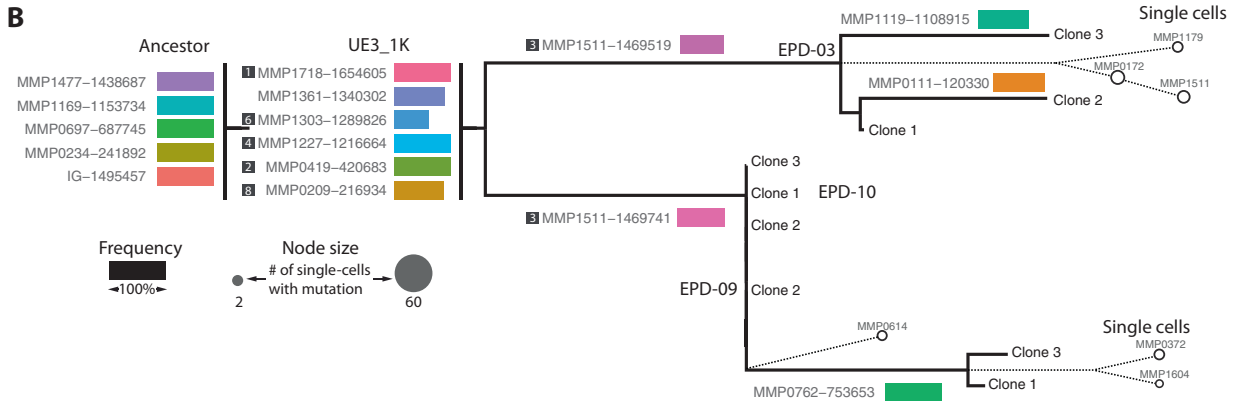 B
Ancestor
MMP1477–1438687
MMP1169–1153734
MMP0697–687745
MMP0234–241892
IG–1495457
UE3_1K
1 MMP1718–1654605
MMP1361–1340302
6 MMP1303–1289826
4 MMP1227–1216664
2 MMP0419–420683
8 MMP0209–216934
3 MMP1511–1469519
EPD-03
MMP1119–1108915
Clone 3
Single cells
MMP1179
MMP0172
MMP1511
MMP0111–120330
Clone 2
Clone 1
3 MMP1511–1469741
Clone 3
Clone 1
EPD-10
Clone 2
EPD-09
Clone 2
MMP0614
MMP0762–753653
Clone 3
Clone 1
Single cells
MMP0372
MMP1604
Frequency
100%
Node size
# of single-cells
with mutation
2
60